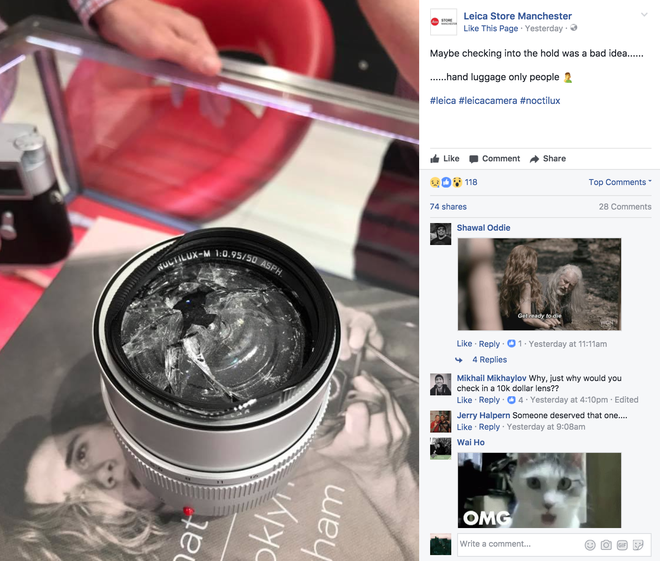 NOCTILUX-M 1:0.95/50 ASPH.
nat
oklyn
ham
Leica Store Manchester
Like This Page · Yesterday ·
Maybe checking into the hold was a bad idea......
......hand luggage only people 🤦
#leica #leicacamera #noctilux
Like Comment Share
118 Top Comments
74 shares 28 Comments
Shawal Oddie
Get ready to die
Like · Reply · 1 · Yesterday at 11:11am
4 Replies
Mikhail Mikhaylov Why, just why would you
check in a 10k dollar lens??
Like · Reply · 4 · Yesterday at 4:10pm · Edited
Jerry Halpern Someone deserved that one....
Like · Reply · Yesterday at 9:08am
Wai Ho
OMG
Write a comment...